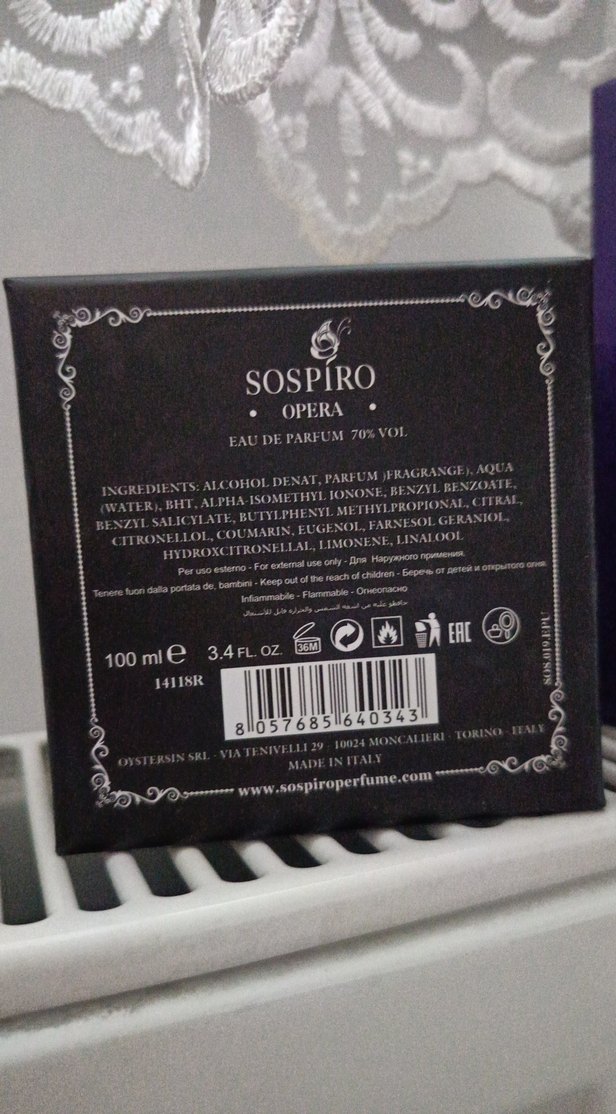 SOSPIRO
• OPERA •
EAU DE PARFUM 70% VOL
INGREDIENTS: ALCOHOL DENAT, PARFUM )FRAGRANGE), AQUA
(WATER), BHT, ALPHA-ISOMETHYL IONONE, BENZYL BENZOATE,
BENZYL SALICYLATE, BUTYLPHENYL METHYLPROPIONAL, CITRAL,
CITRONELLOL, COUMARIN, EUGENOL, FARNESOL GERANIOL,
HYDROXCITRONELLAL, LIMONENE, LINALOOL
Per uso esterno - For external use only - Для Наружного примения.
Tenere fuori dalla portata de, bambini - Keep out of the reach of children - Беречь от детей и открытого огня.
Infiammabile - Flammable - Огнеопасно
100 ml e 3.4 FL. OZ. 36M EAC
14118R
8 057685 640343
OYSTERSIN SRL - VIA TENIVELLI 29 - 10024 MONCALIERI - TORINO - ITALY
MADE IN ITALY
www.sospiroperfume.com